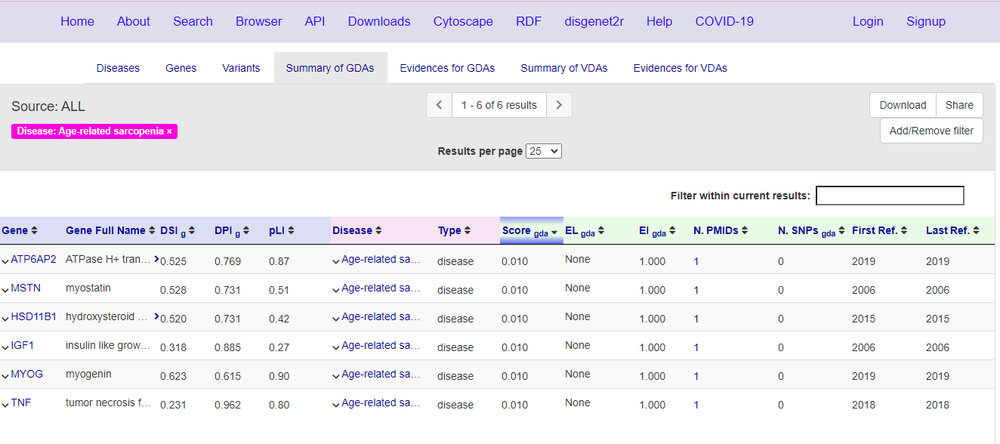 Home About Search Browser API Downloads Cytoscape RDF disgenet2r Help COVID-19 Login Signup
Diseases Genes Variants Summary of GDAs Evidences for GDAs Summary of VDAs Evidences for VDAs
Source: ALL
1 - 6 of 6 results
Download Share
Disease: Age-related sarcopenia ×
Add/Remove filter
Results per page 25
Filter within current results:
Gene Gene Full Name DSI g DPI g pLI Disease Type Score gda EL gda EI gda N. PMIDs N. SNPs gda First Ref. Last Ref.
ATP6AP2 ATPase H+ tran... 0.525 0.769 0.87 Age-related sa... disease 0.010 None 1.000 1 0 2019 2019
MSTN myostatin 0.528 0.731 0.51 Age-related sa... disease 0.010 None 1.000 1 0 2006 2006
HSD11B1 hydroxysteroid ... 0.520 0.731 0.42 Age-related sa... disease 0.010 None 1.000 1 0 2015 2015
IGF1 insulin like grow... 0.318 0.885 0.27 Age-related sa... disease 0.010 None 1.000 1 0 2006 2006
MYOG myogenin 0.623 0.615 0.90 Age-related sa... disease 0.010 None 1.000 1 0 2019 2019
TNF tumor necrosis f... 0.231 0.962 0.80 Age-related sa... disease 0.010 None 1.000 1 0 2018 2018